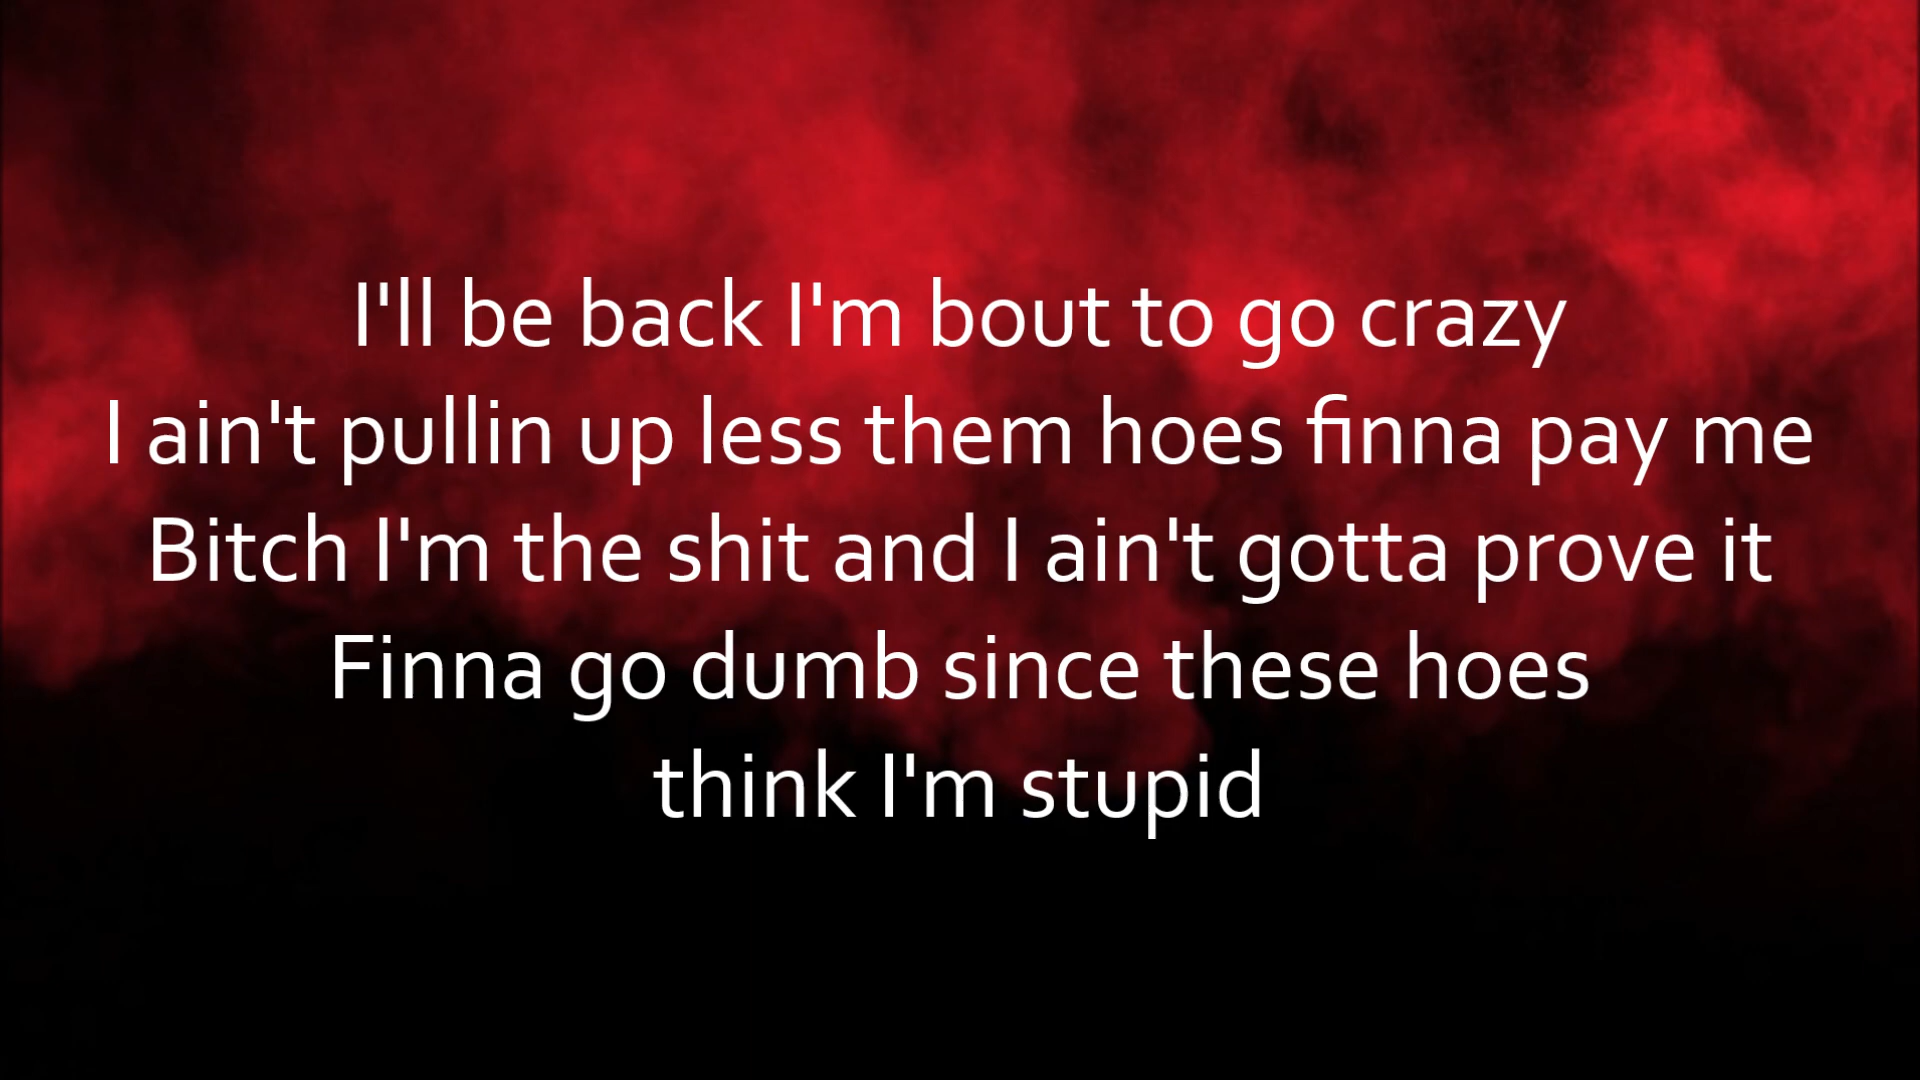 I'll be back I'm bout to go crazy
I ain't pullin up less them hoes finna pay me
Bitch I'm the shit and I ain't gotta prove it
Finna go dumb since these hoes
think I'm stupid